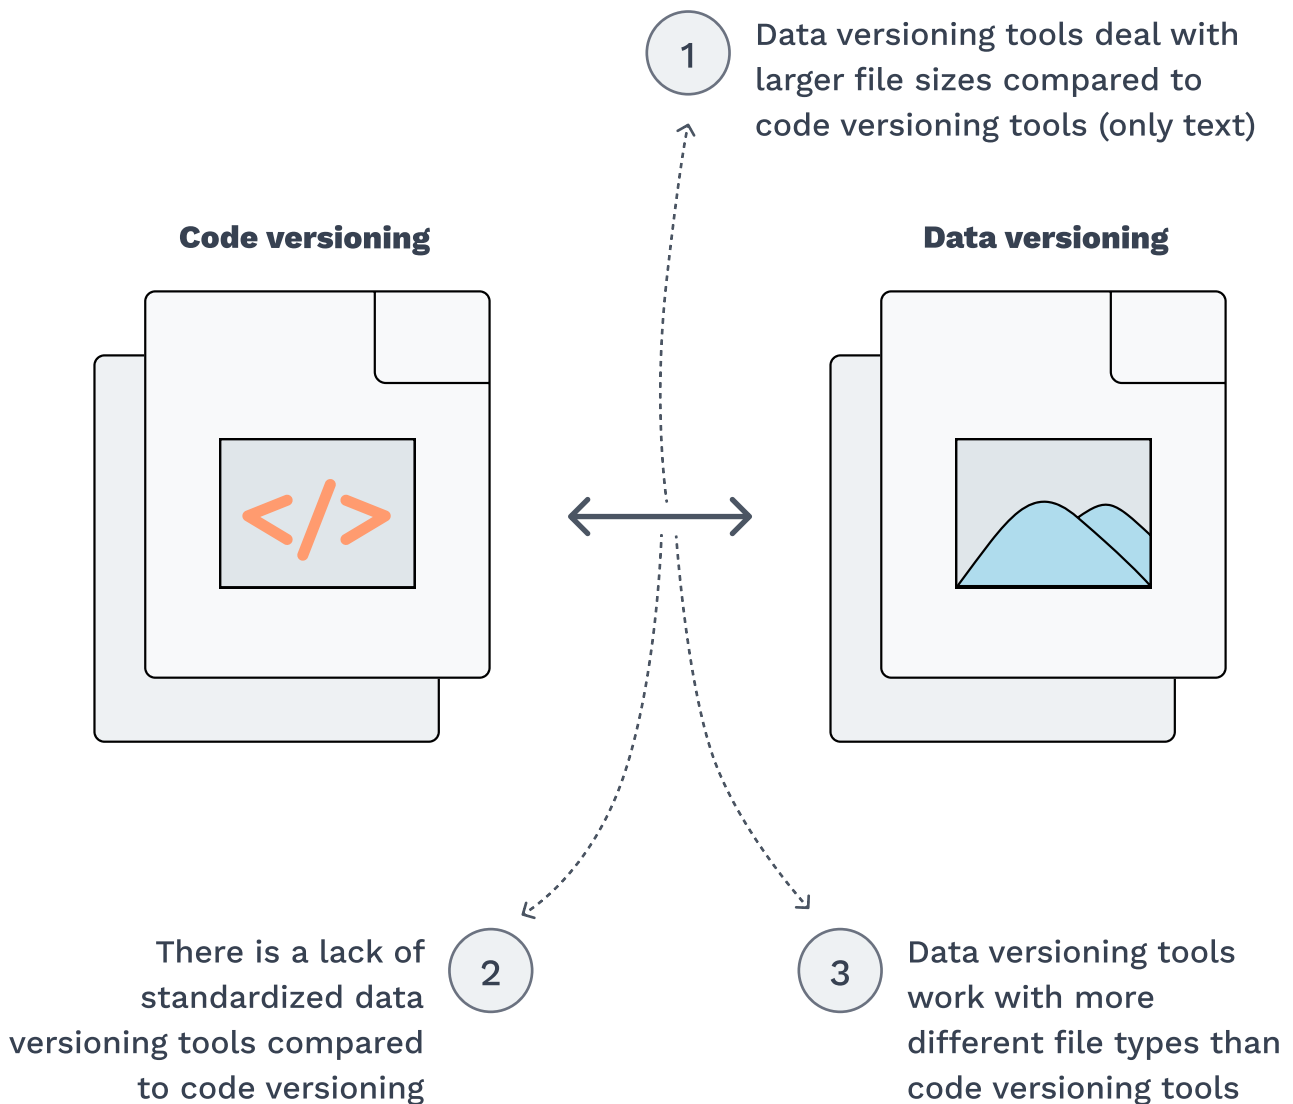 1
Data versioning tools deal with
larger file sizes compared to
code versioning tools (only text)
Code versioning
Data versioning
</>
There is a lack of
standardized data
versioning tools compared
to code versioning
2
3
Data versioning tools
work with more
different file types than
code versioning tools